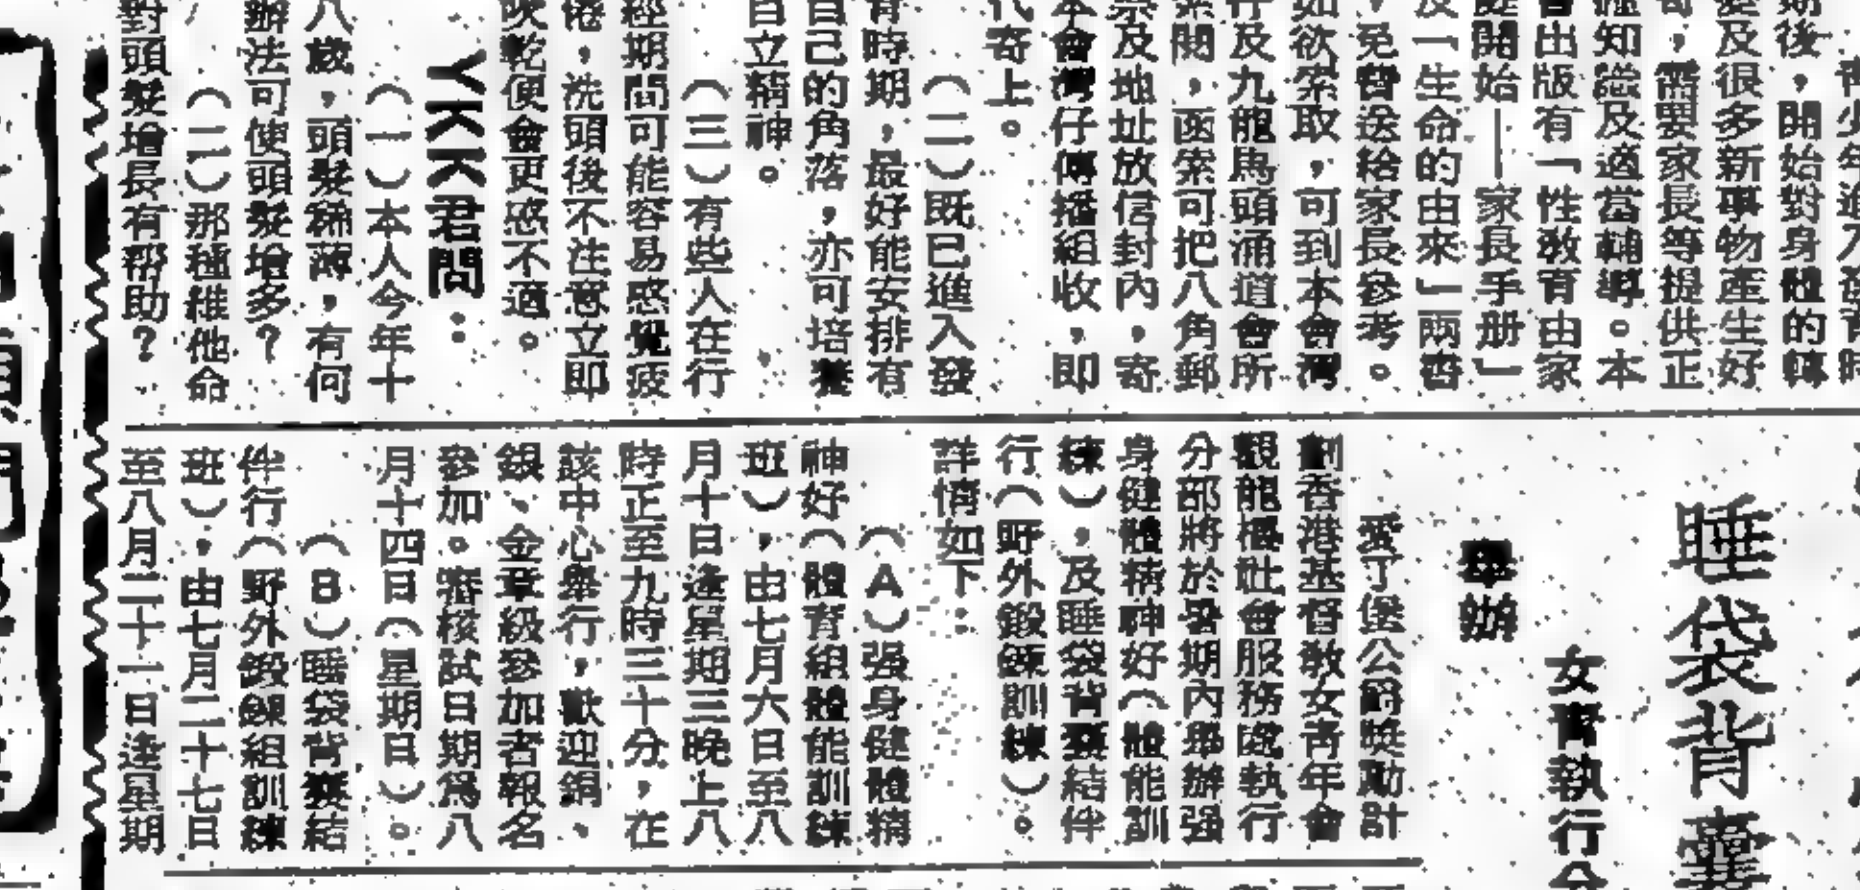 期後,開始對身體的轉
變及很多新事物產生好
奇,需要家長等提供正
確知識及適當輔導。本
會出版有「性敎育由家
庭開始——家長手册」
及「生命的由來」兩書
,免費送給家長參考。
如欲索取,可到本會灣
仔及九龍馬頭涌道會所
索閱,函索可把八角郵
票及地址放信封內,寄
本會灣仔傳播組收,即
代寄上。
(二)既已進入發
育時期,最好能安排有
自己的角落,亦可培養
自立精神。
(三)有些人在行
經期間可能容易感覺疲
倦,洗頭後不注意立即
吹乾便會更感不適。
YKK君問:
(一)本人今年十
八歲,頭髮稀薄,有何
辦法可使頭髮增多?
(二)那種維他命
對頭髮增長有帮助?
睡袋背囊
女靑執行
舉辦
愛丁堡公爵獎勵計
劃香港基督敎女靑年會
觀龍樓社會服務處執行
分部將於暑期內舉辦强
身健體精神好(體能訓
練),及睡袋背囊結伴
行(野外鍛鍊訓練)。
詳情如下:
(A)强身健體精
神好(體育組體能訓練
班),由七月六日至八
月十日逢星期三晚上八
時正至九時三十分,在
該中心舉行,歡迎銅、
銀、金章級參加者報名
參加。審核試日期爲八
月十四日(星期日)。
(B)睡袋背囊結
伴行(野外鍛鍊組訓練
班),由七月二十七日
至八月二十一日逢星期